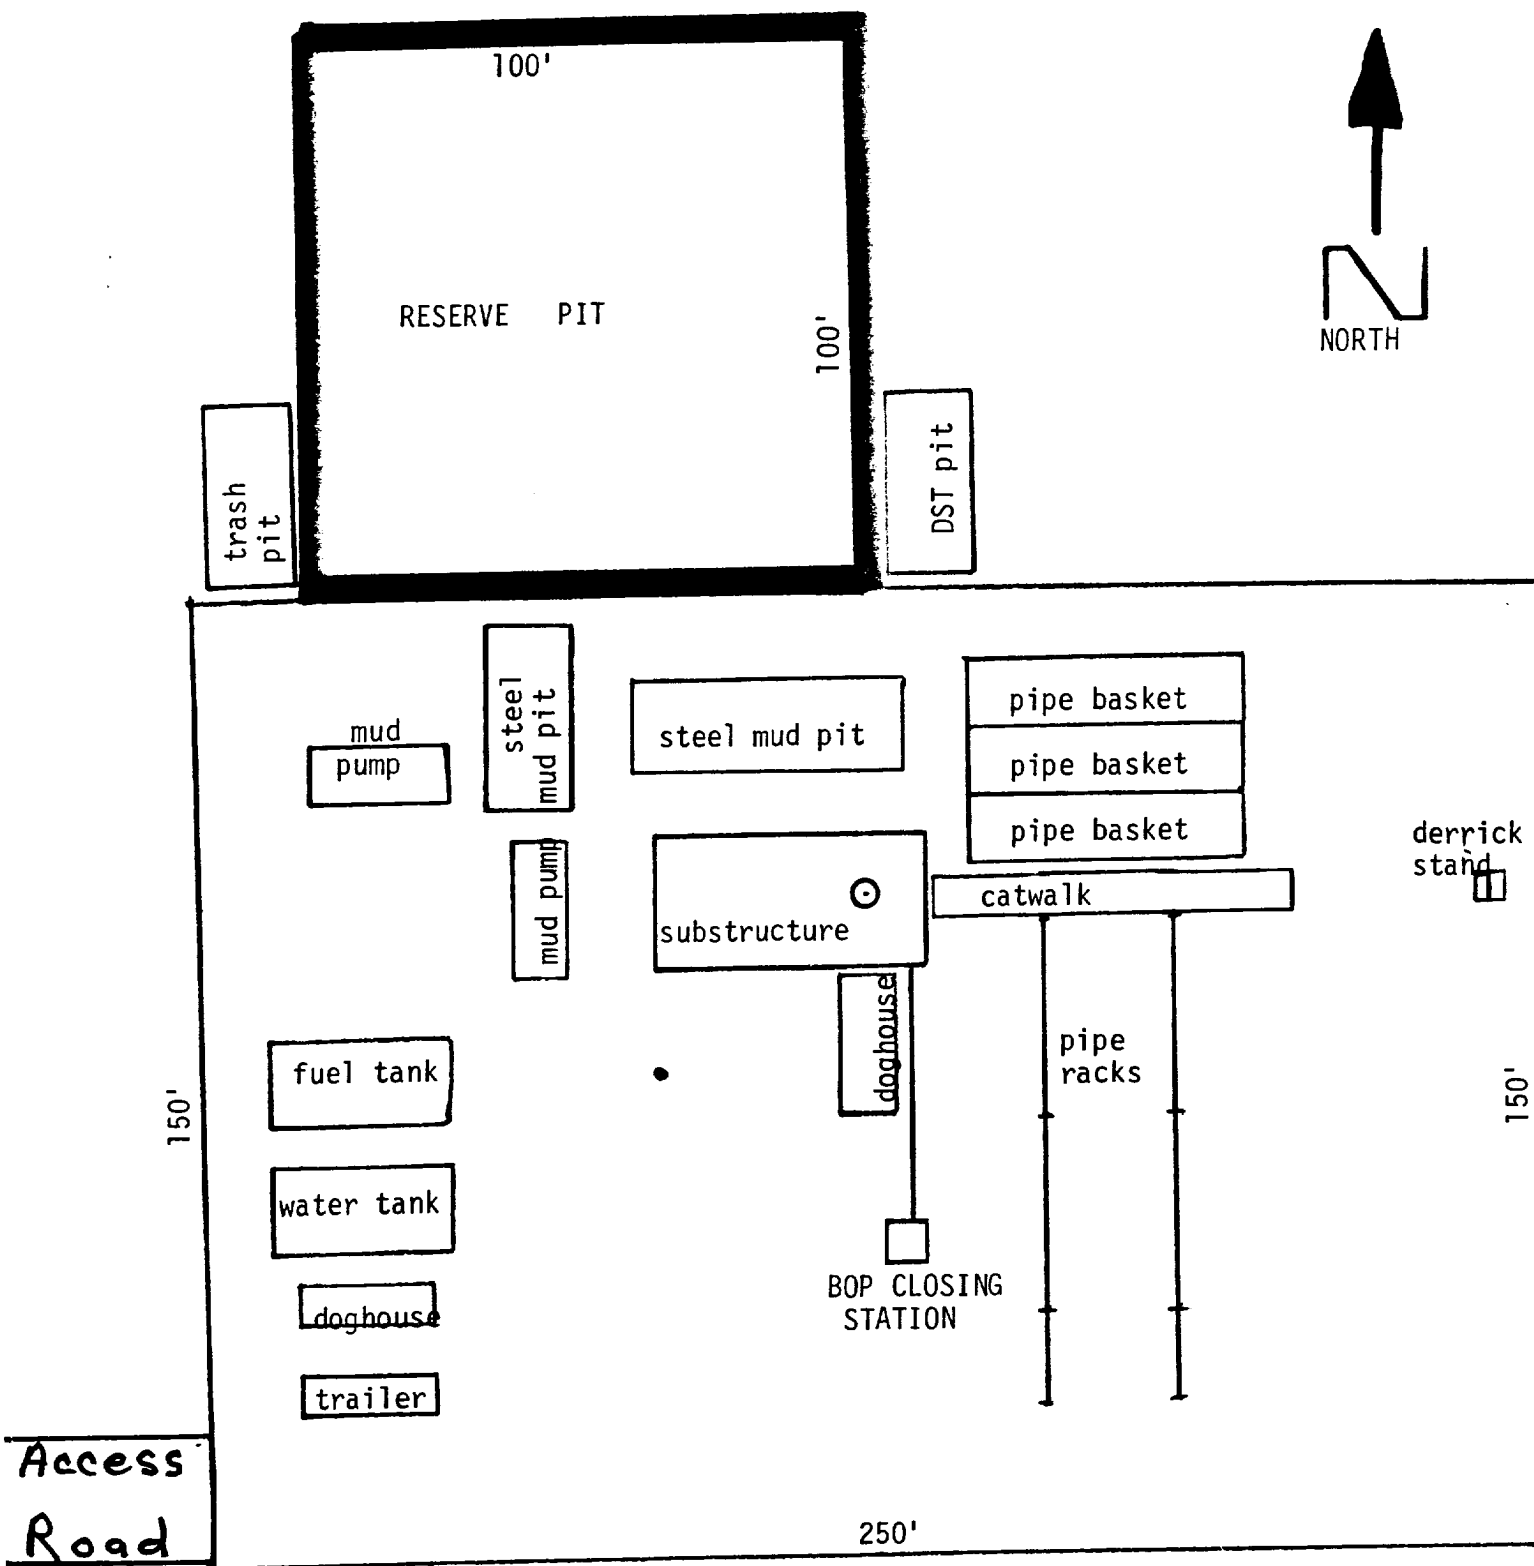 100'
RESERVE PIT
100'
N
NORTH
trash
pit
DST pit
steel
mud pit
mud
pump
steel mud pit
pipe basket
pipe basket
pipe basket
mud pump
derrick
stand
catwalk
substructure
doghouse
pipe
racks
fuel tank
150'
150'
water tank
BOP CLOSING
STATION
doghouse
trailer
Access
Road
250'